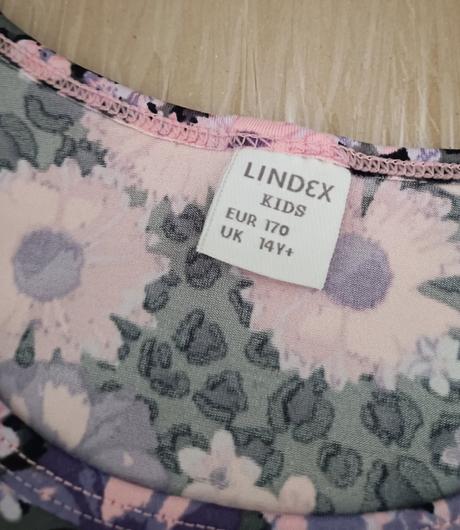 LINDEX
KIDS
EUR 170
UK 14Y+